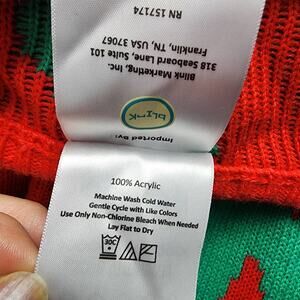 Imported by:
blink
Blink Marketing, Inc.
318 Seaboard Lane, Suite 101
Franklin, TN, USA 37067
RN 157174
100% Acrylic
Machine Wash Cold Water
Gentle Cycle with Like Colors
Use Only Non-Chlorine Bleach When Needed
Lay Flat to Dry
30C